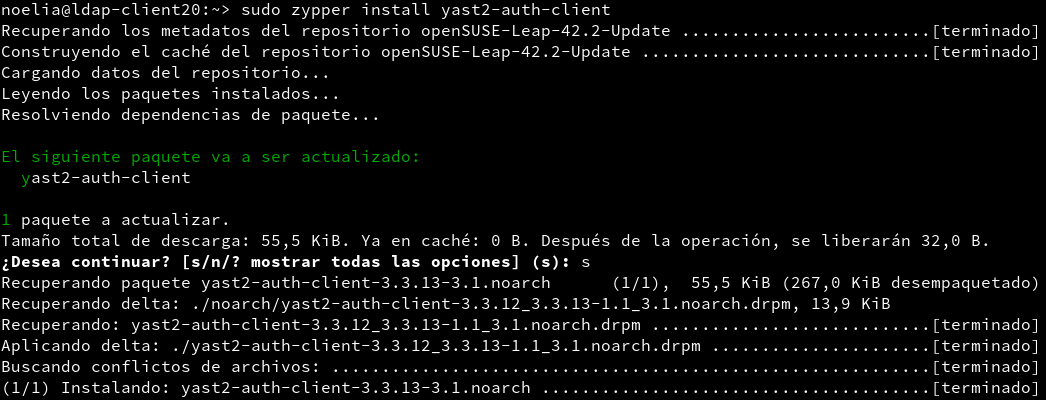 noelia@ldap-client20:~> sudo zypper install yast2-auth-client
Recuperando los metadatos del repositorio openSUSE-Leap-42.2-Update .........................[terminado]
Construyendo el caché del repositorio openSUSE-Leap-42.2-Update .............................[terminado]
Cargando datos del repositorio...
Leyendo los paquetes instalados...
Resolviendo dependencias de paquete...
El siguiente paquete va a ser actualizado:
yast2-auth-client
1 paquete a actualizar.
Tamaño total de descarga: 55,5 KiB. Ya en caché: 0 B. Después de la operación, se liberarán 32,0 B.
¿Desea continuar? [s/n/? mostrar todas las opciones] (s): s
Recuperando paquete yast2-auth-client-3.3.13-3.1.noarch      (1/1),  55,5 KiB (267,0 KiB desempaquetado)
Recuperando delta: ./noarch/yast2-auth-client-3.3.12_3.3.13-1.1_3.1.noarch.drpm, 13,9 KiB
Recuperando: yast2-auth-client-3.3.12_3.3.13-1.1_3.1.noarch.drpm ............................[terminado]
Aplicando delta: ./yast2-auth-client-3.3.12_3.3.13-1.1_3.1.noarch.drpm ......................[terminado]
Buscando conflictos de archivos: ............................................................[terminado]
(1/1) Instalando: yast2-auth-client-3.3.13-3.1.noarch .......................................[terminado]